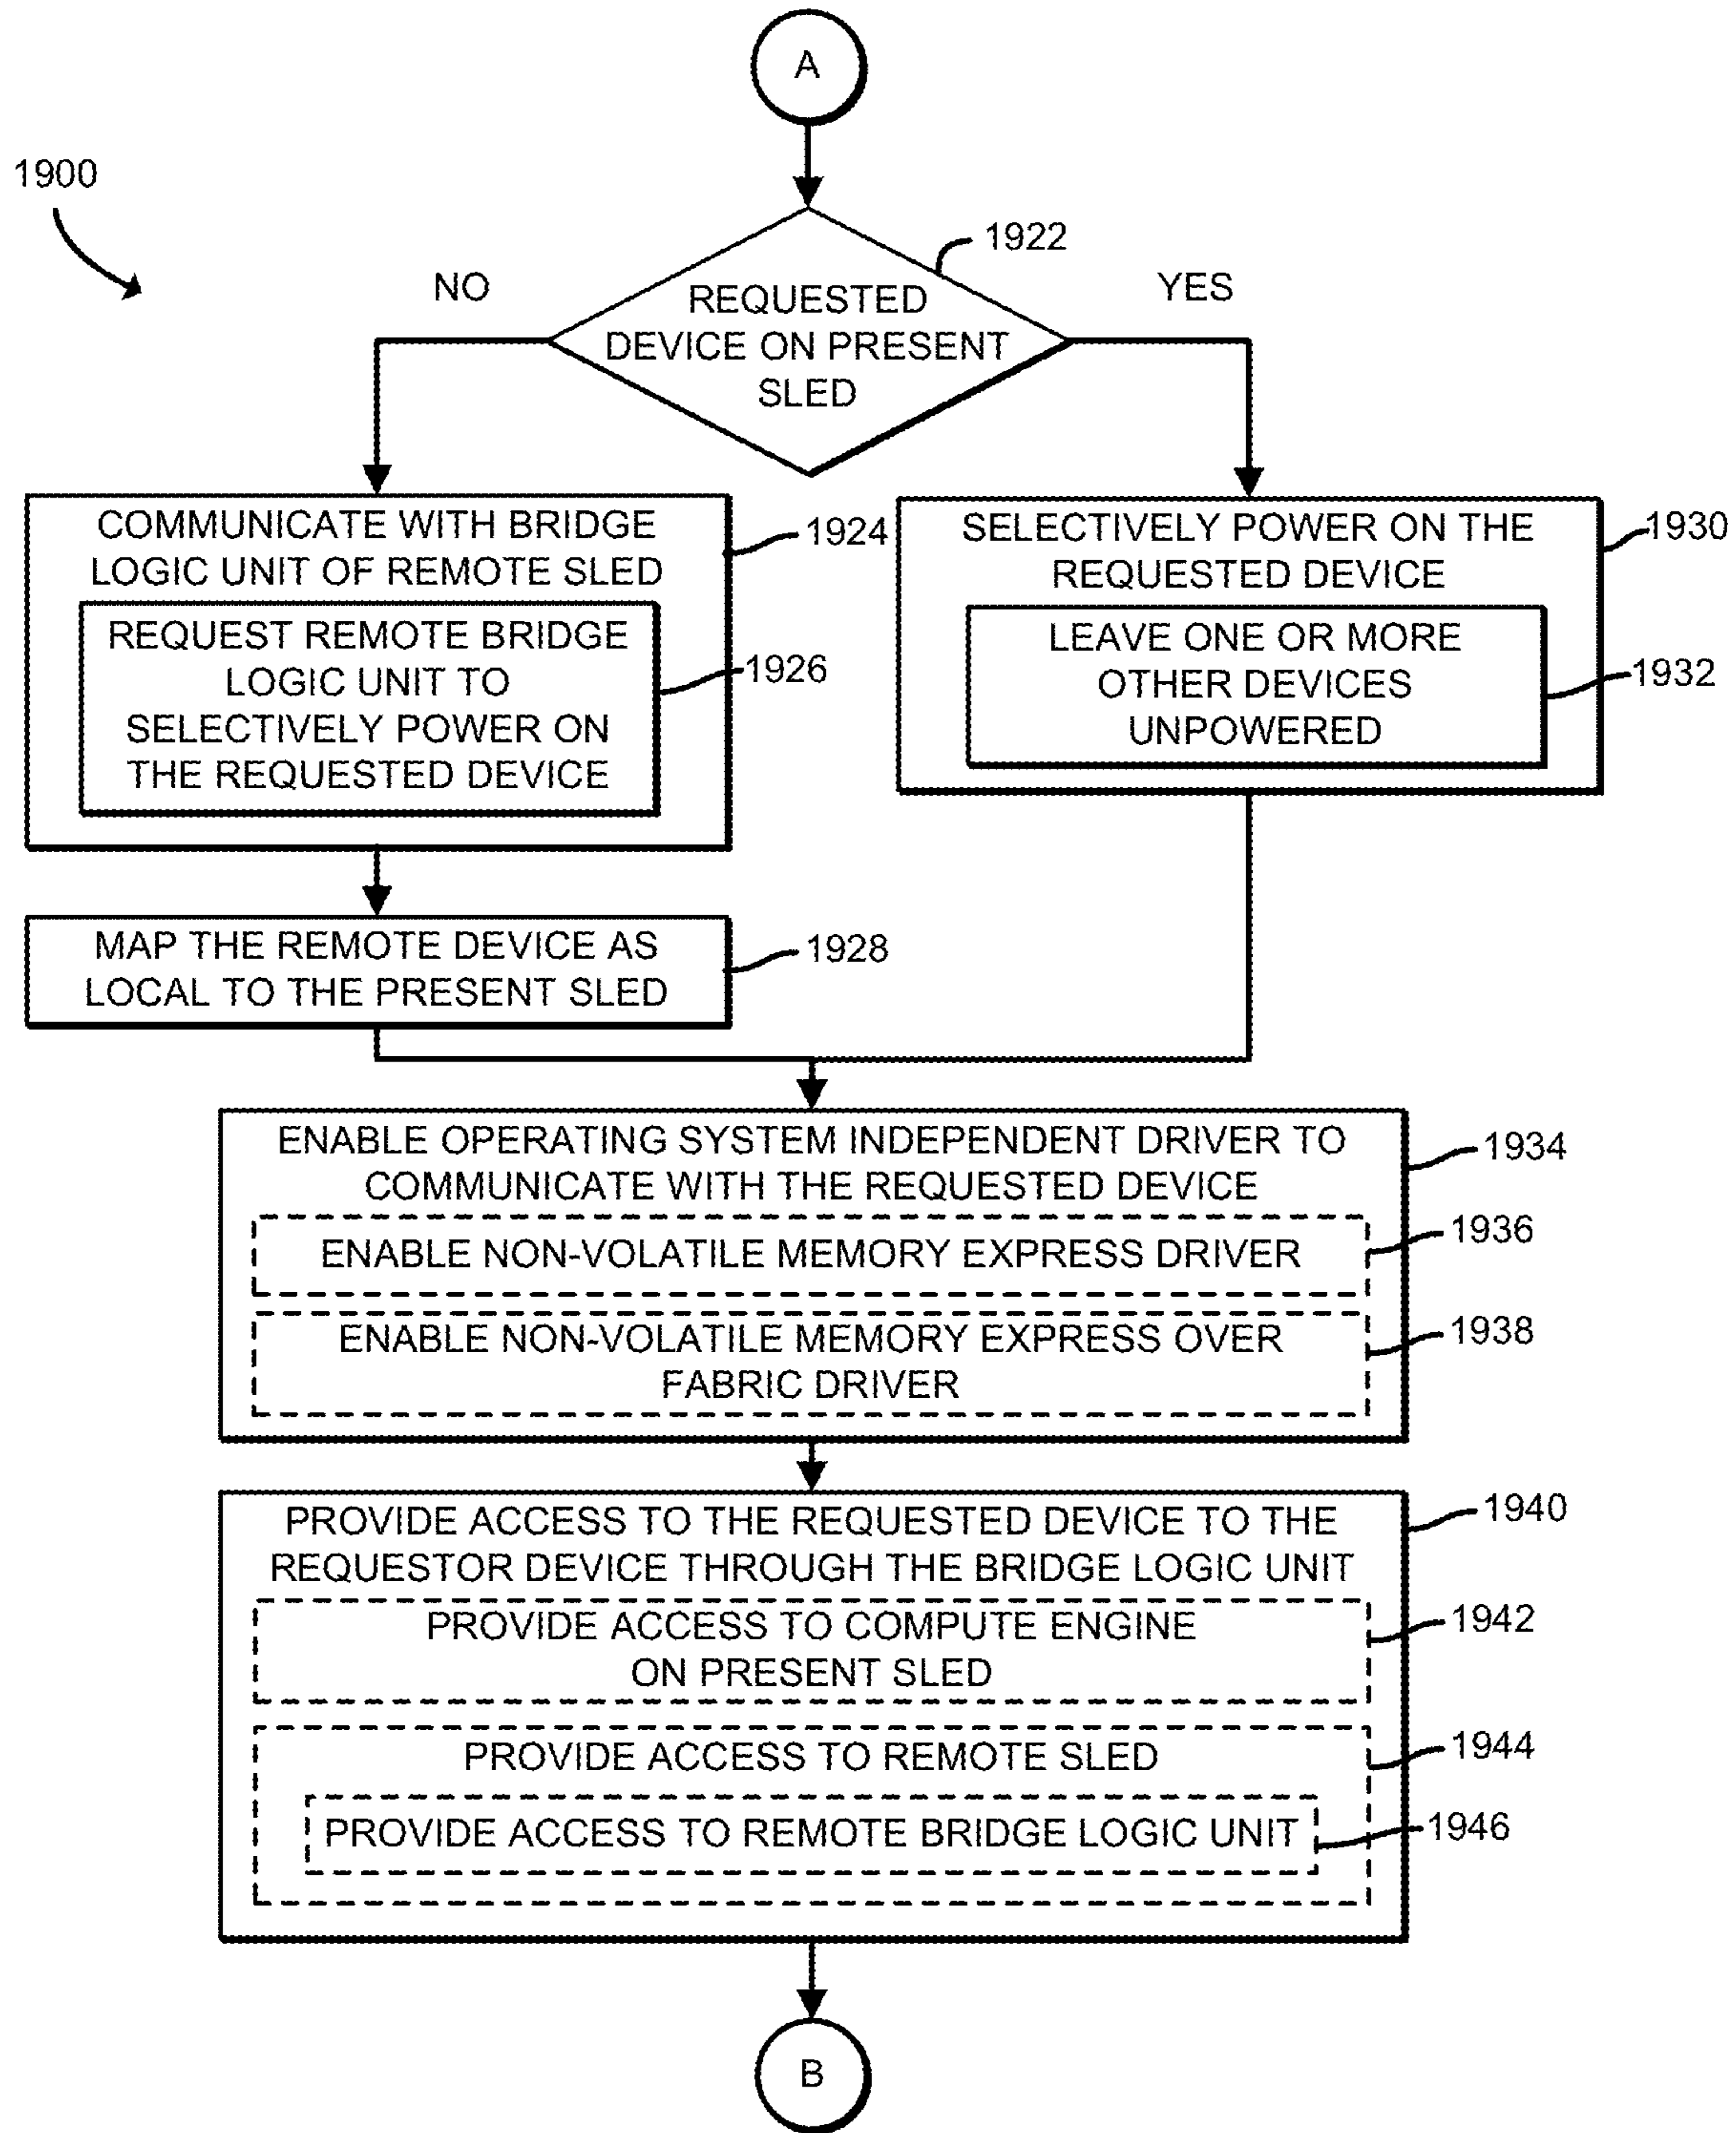 A
1900
1922
NO
YES
REQUESTED
DEVICE ON PRESENT
SLED
COMMUNICATE WITH BRIDGE
LOGIC UNIT OF REMOTE SLED
1924
REQUEST REMOTE BRIDGE
LOGIC UNIT TO
SELECTIVELY POWER ON
THE REQUESTED DEVICE
1926
SELECTIVELY POWER ON THE
REQUESTED DEVICE
1930
LEAVE ONE OR MORE
OTHER DEVICES
UNPOWERED
1932
MAP THE REMOTE DEVICE AS
LOCAL TO THE PRESENT SLED
1928
ENABLE OPERATING SYSTEM INDEPENDENT DRIVER TO
COMMUNICATE WITH THE REQUESTED DEVICE
1934
ENABLE NON-VOLATILE MEMORY EXPRESS DRIVER
1936
ENABLE NON-VOLATILE MEMORY EXPRESS OVER
FABRIC DRIVER
1938
PROVIDE ACCESS TO THE REQUESTED DEVICE TO THE
REQUESTOR DEVICE THROUGH THE BRIDGE LOGIC UNIT
1940
PROVIDE ACCESS TO COMPUTE ENGINE
ON PRESENT SLED
1942
PROVIDE ACCESS TO REMOTE SLED
1944
PROVIDE ACCESS TO REMOTE BRIDGE LOGIC UNIT
1946
B